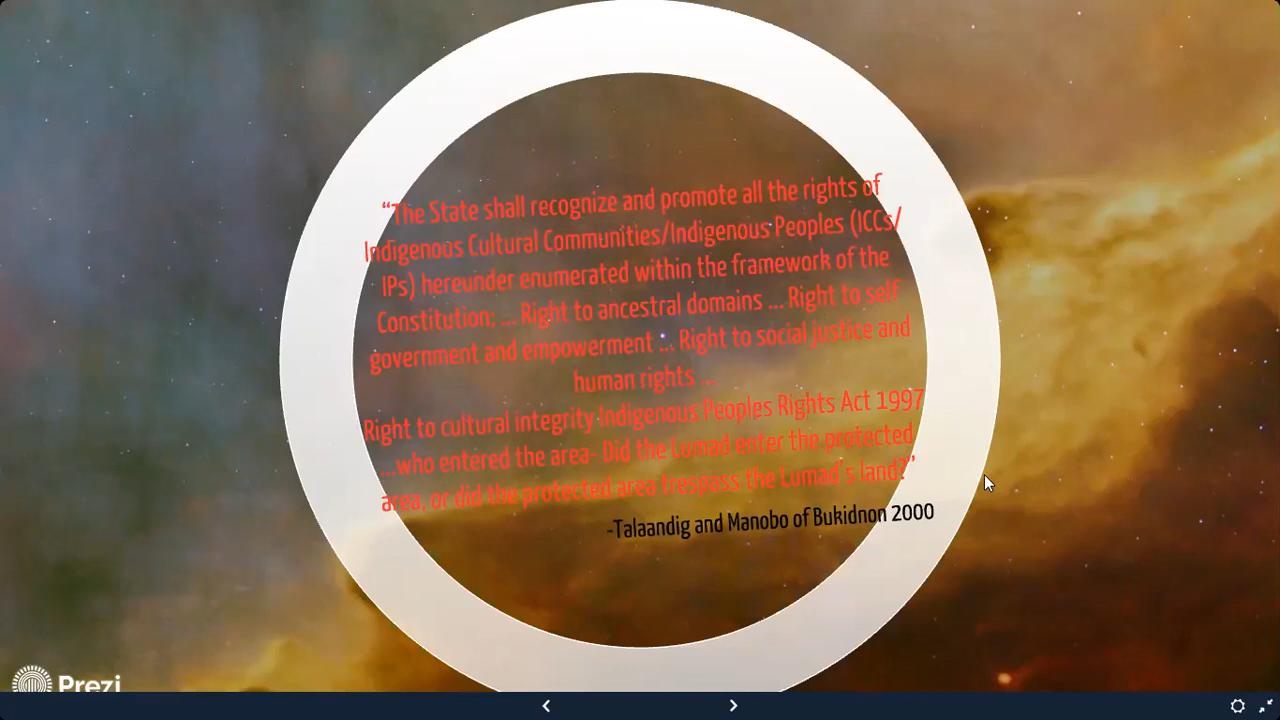 “The State shall recognize and promote all the rights of
Indigenous Cultural Communities/Indigenous Peoples (ICCs/
IPs) hereunder enumerated within the framework of the
Constitution; ... Right to ancestral domains ... Right to self
government and empowerment ... Right to social justice and
human rights ...
Right to cultural integrity Indigenous Peoples Rights Act 1997
...who entered the area- Did the Lumad enter the protected
area, or did the protected area trespass the Lumad's land?”
-Talaandig and Manobo of Bukidnon 2000
Prezi